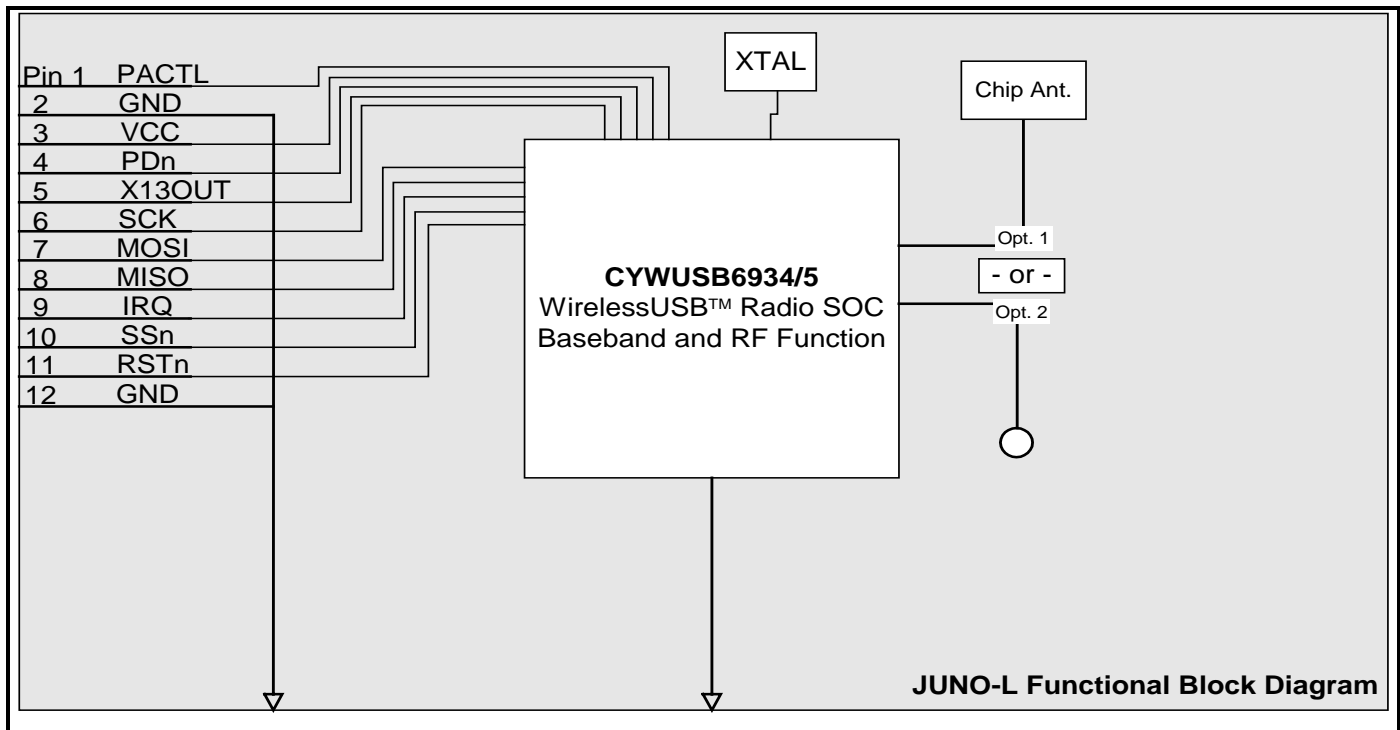 Pin 1 PACTL
2 GND
3 VCC
4 PDn
5 X13OUT
6 SCK
7 MOSI
8 MISO
9 IRQ
10 SSn
11 RSTn
12 GND
XTAL
Chip Ant.
CYWUSB6934/5
WirelessUSB™ Radio SOC
Baseband and RF Function
Opt. 1
- or -
Opt. 2
JUNO-L Functional Block Diagram